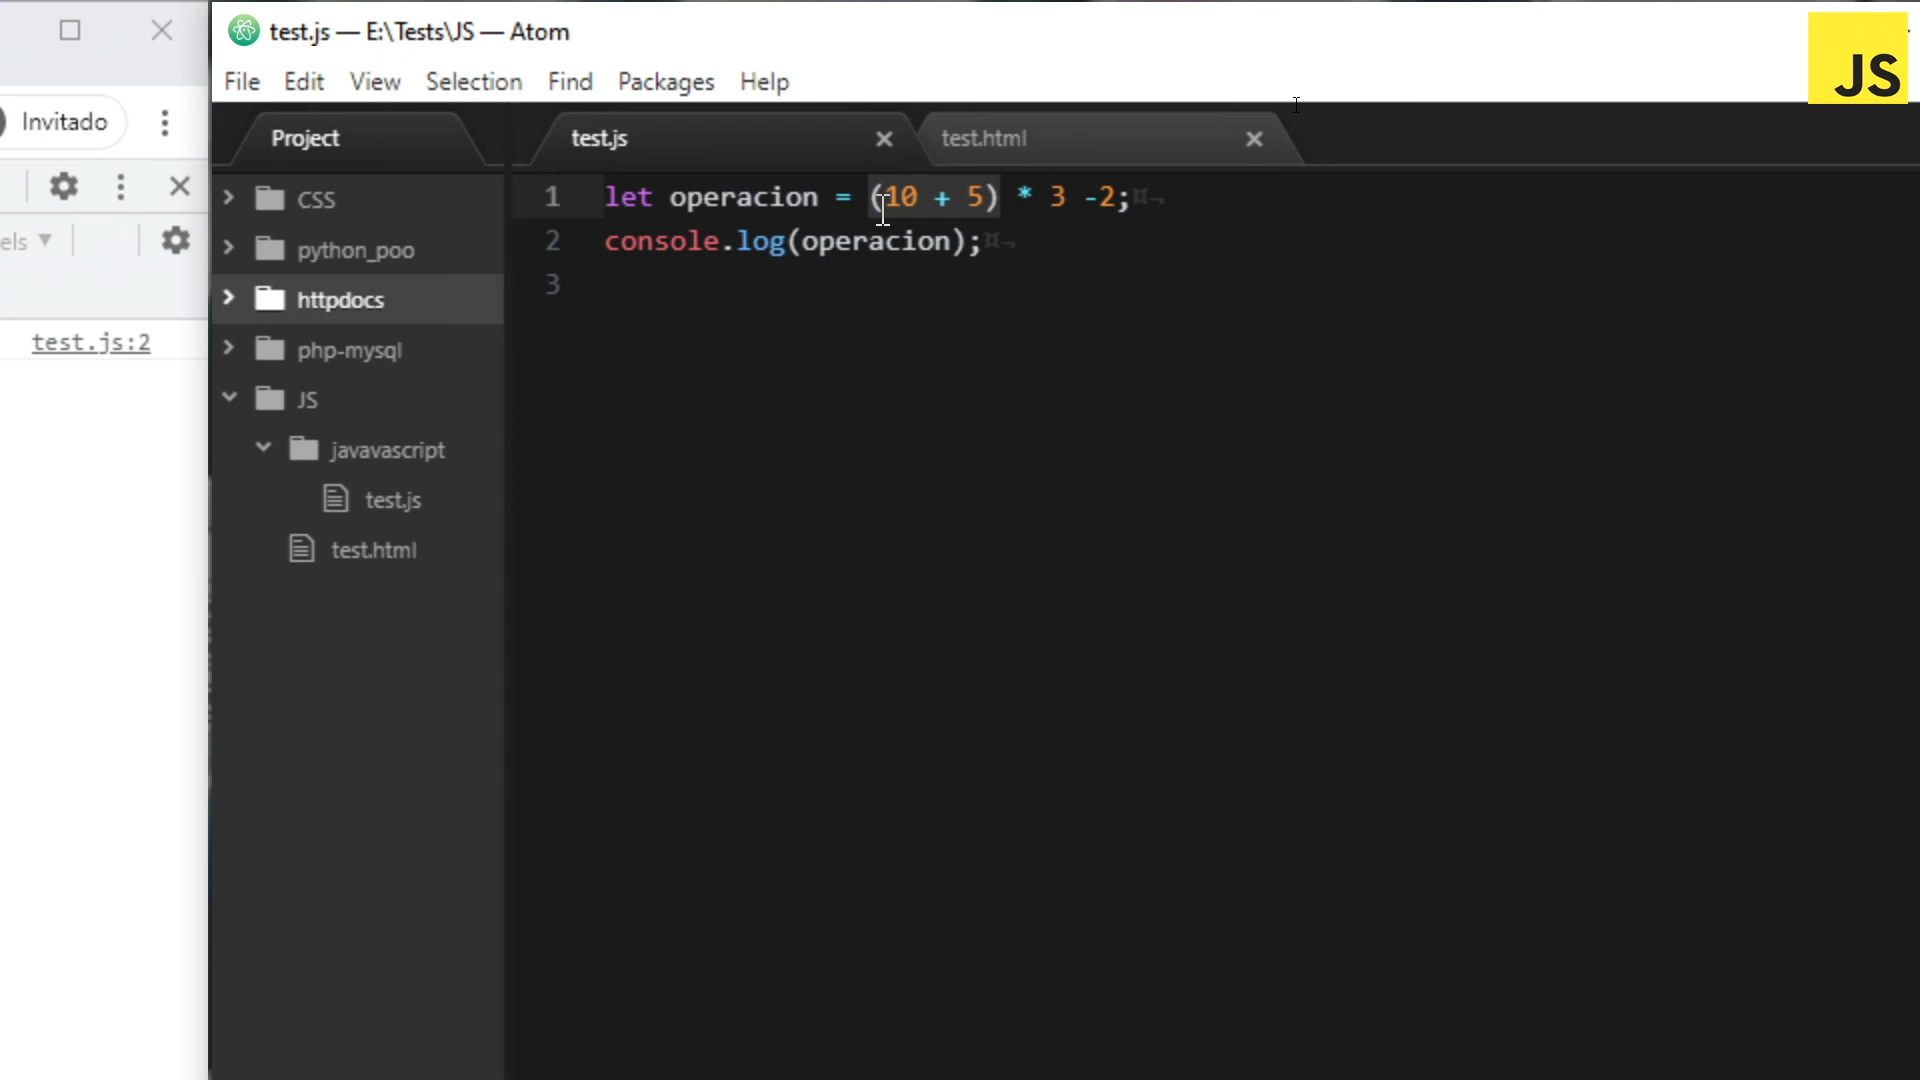 test.js — E:\Tests\JS — Atom
JS
File Edit View Selection Find Packages Help
Invitado
Project
test.js
test.html
CSS
python_poo
httpdocs
php-mysql
JS
javavascript
test.js
test.html
1 let operacion = (10 + 5) * 3 -2;¤¬
2 console.log(operacion);¤¬
3
els
test.js:2